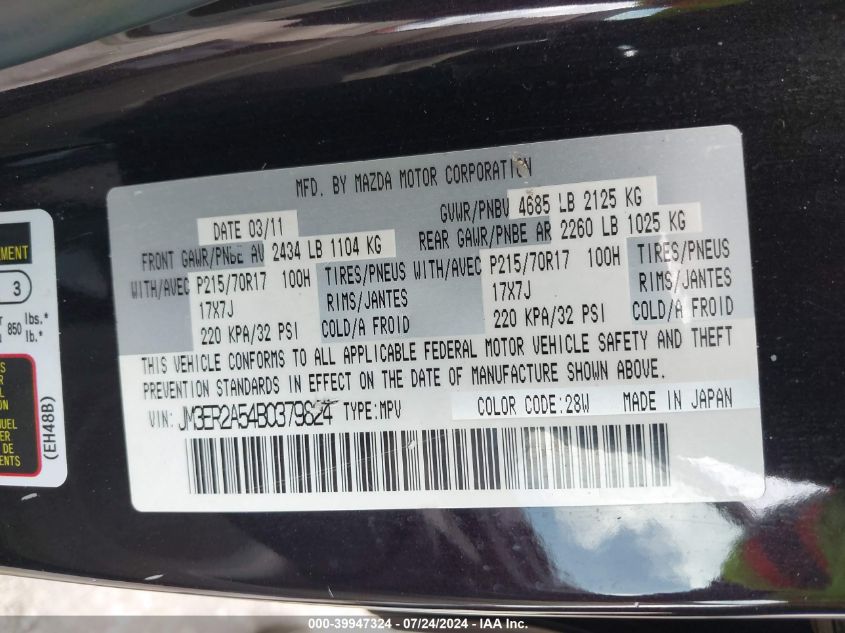 MFD. BY MAZDA MOTOR CORPORATION
DATE 03/11
GVWR/PNBV 4685 LB 2125 KG
FRONT GAWR/PNBE AV 2434 LB 1104 KG
REAR GAWR/PNBE AR 2260 LB 1025 KG
WITH/AVEC P215/70R17 100H TIRES/PNEUS
17X7J RIMS/JANTES
220 KPA/32 PSI COLD/A FROID
WITH/AVEC P215/70R17 100H TIRES/PNEUS
17X7J RIMS/JANTES
220 KPA/32 PSI COLD/A FROID
THIS VEHICLE CONFORMS TO ALL APPLICABLE FEDERAL MOTOR VEHICLE SAFETY AND THEFT
PREVENTION STANDARDS IN EFFECT ON THE DATE OF MANUFACTURE SHOWN ABOVE.
VIN: JM3ER2A54B0379624 TYPE:MPV
COLOR CODE:28W MADE IN JAPAN
3
850 lbs.*
lb.*
(EH48B)
000-39947324 - 07/24/2024 - IAA Inc.